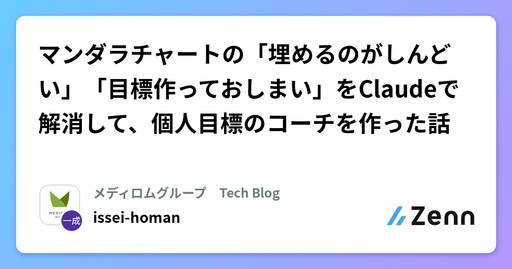 マンダラチャートの「埋めるのがしんど
い」「目標作っておしまい」をClaudeで
解消して、個人目標のコーチを作った話
メディロムグループ Tech Blog
一成
issei-homan
Zenn